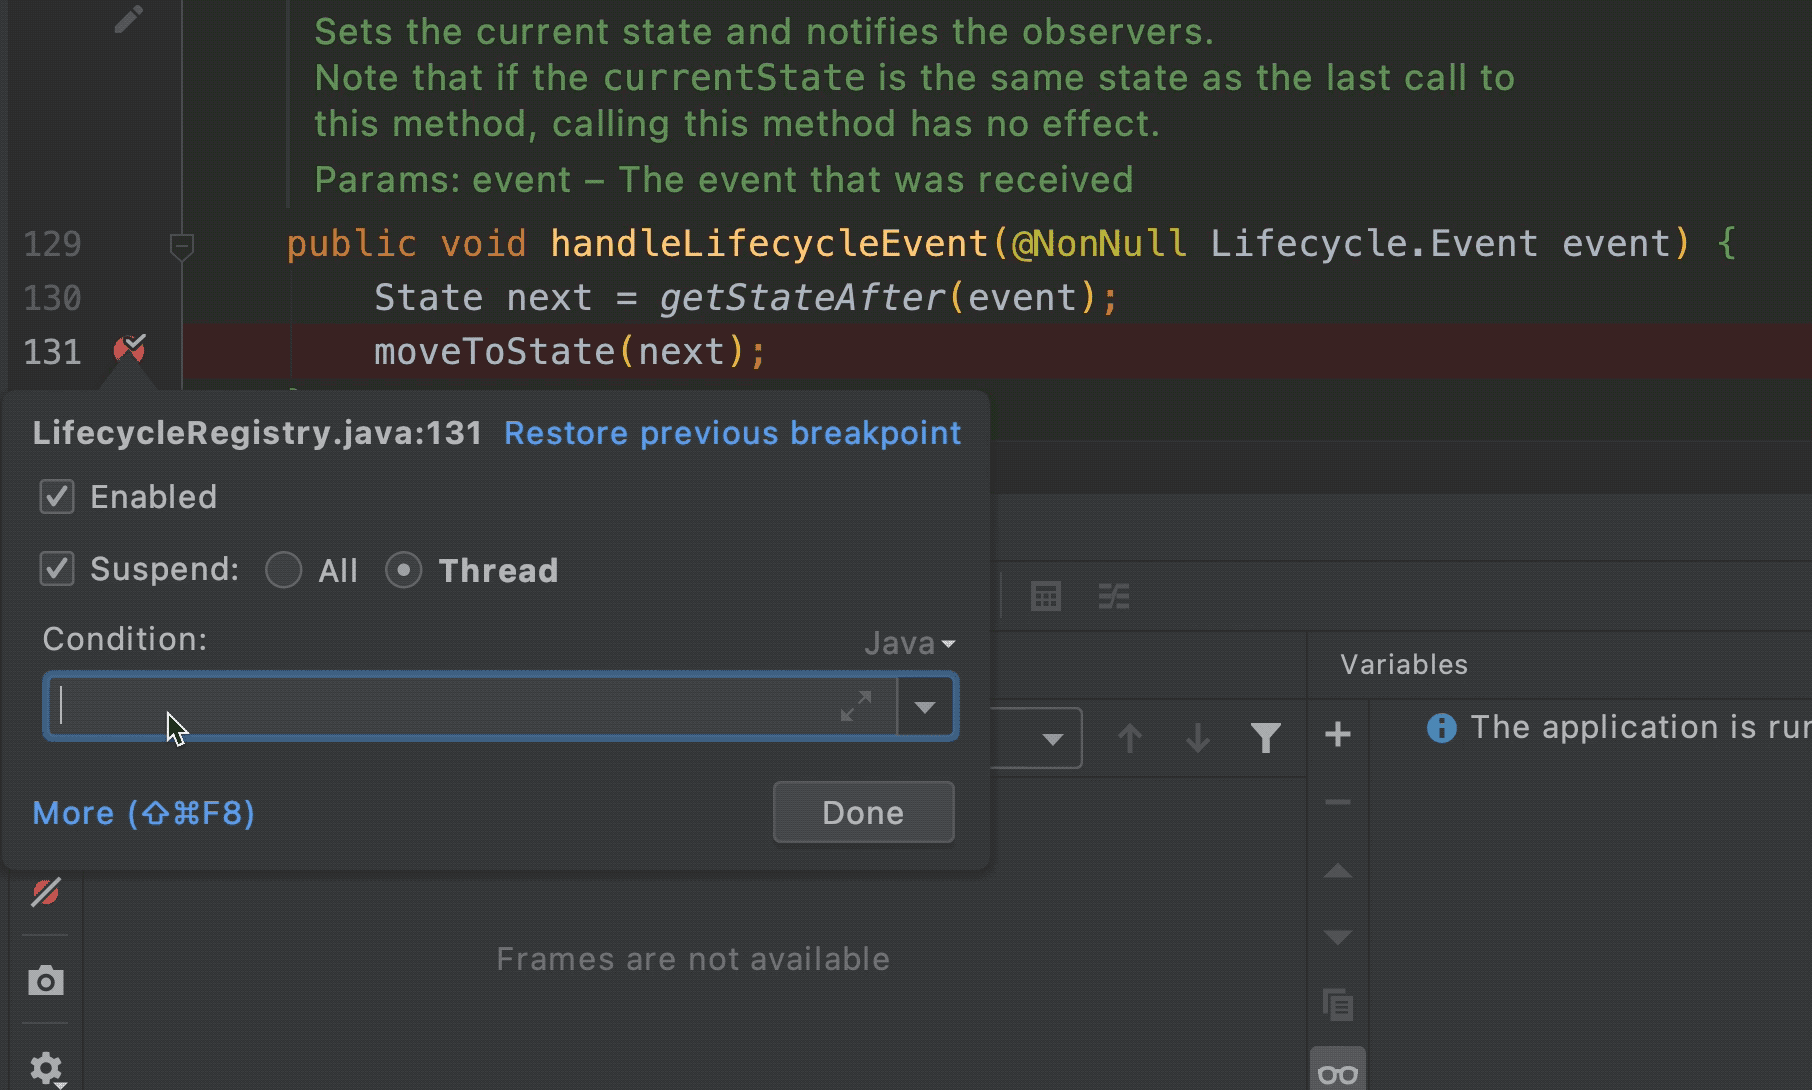 Sets the current state and notifies the observers.
Note that if the currentState is the same state as the last call to
this method, calling this method has no effect.
Params: event – The event that was received
129 public void handleLifecycleEvent(@NonNull Lifecycle.Event event) {
130 State next = getStateAfter(event);
131 moveToState(next);
LifecycleRegistry.java:131 Restore previous breakpoint
Enabled
Suspend: All Thread
Condition: Java
Variables
The application is run
More (⇧⌘F8) Done
Frames are not available